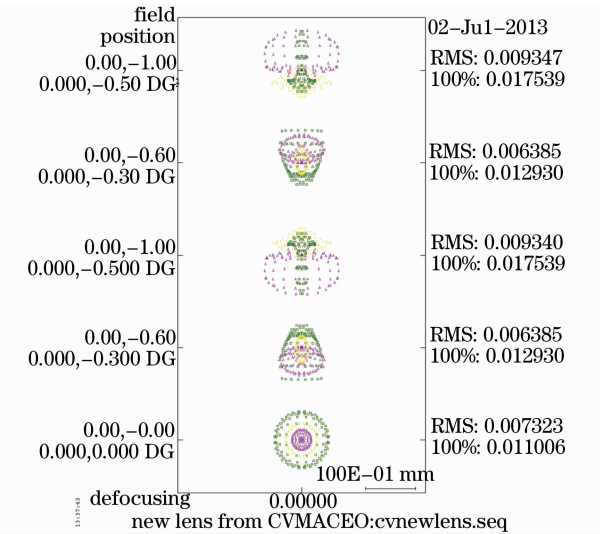 field
position
02-Ju1-2013
0.00,-1.00
0.000,-0.50 DG
RMS: 0.009347
100%: 0.017539
0.00,-0.60
0.000,-0.30 DG
RMS: 0.006385
100%: 0.012930
0.00,-1.00
0.000,-0.500 DG
RMS: 0.009340
100%: 0.017539
0.00,-0.60
0.000,-0.300 DG
RMS: 0.006385
100%: 0.012930
0.00,-0.00
0.000,0.000 DG
RMS: 0.007323
100%: 0.011006
100E-01 mm
defocusing
0.00000
new lens from CVMACEO:cvnewlens.seq
13:37:43